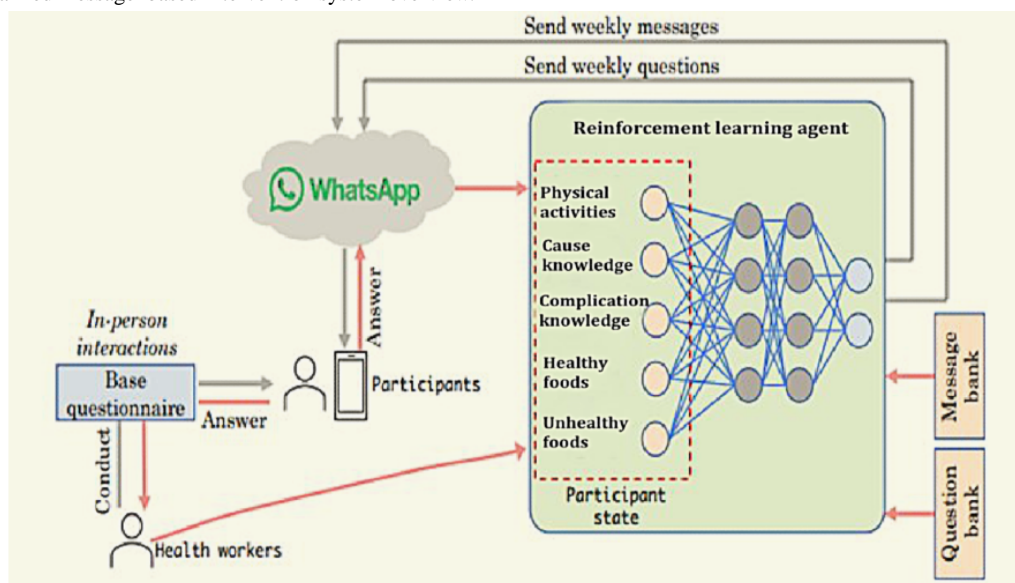 Send weekly messages
Send weekly questions
Reinforcement learning agent
WhatsApp
Physical
activities
Cause
knowledge
Complication
knowledge
Healthy
foods
Unhealthy
foods
Participant
state
Answer
In-person
interactions
Base
questionnaire
Answer
Participants
Conduct
Health workers
Message
bank
Question
bank